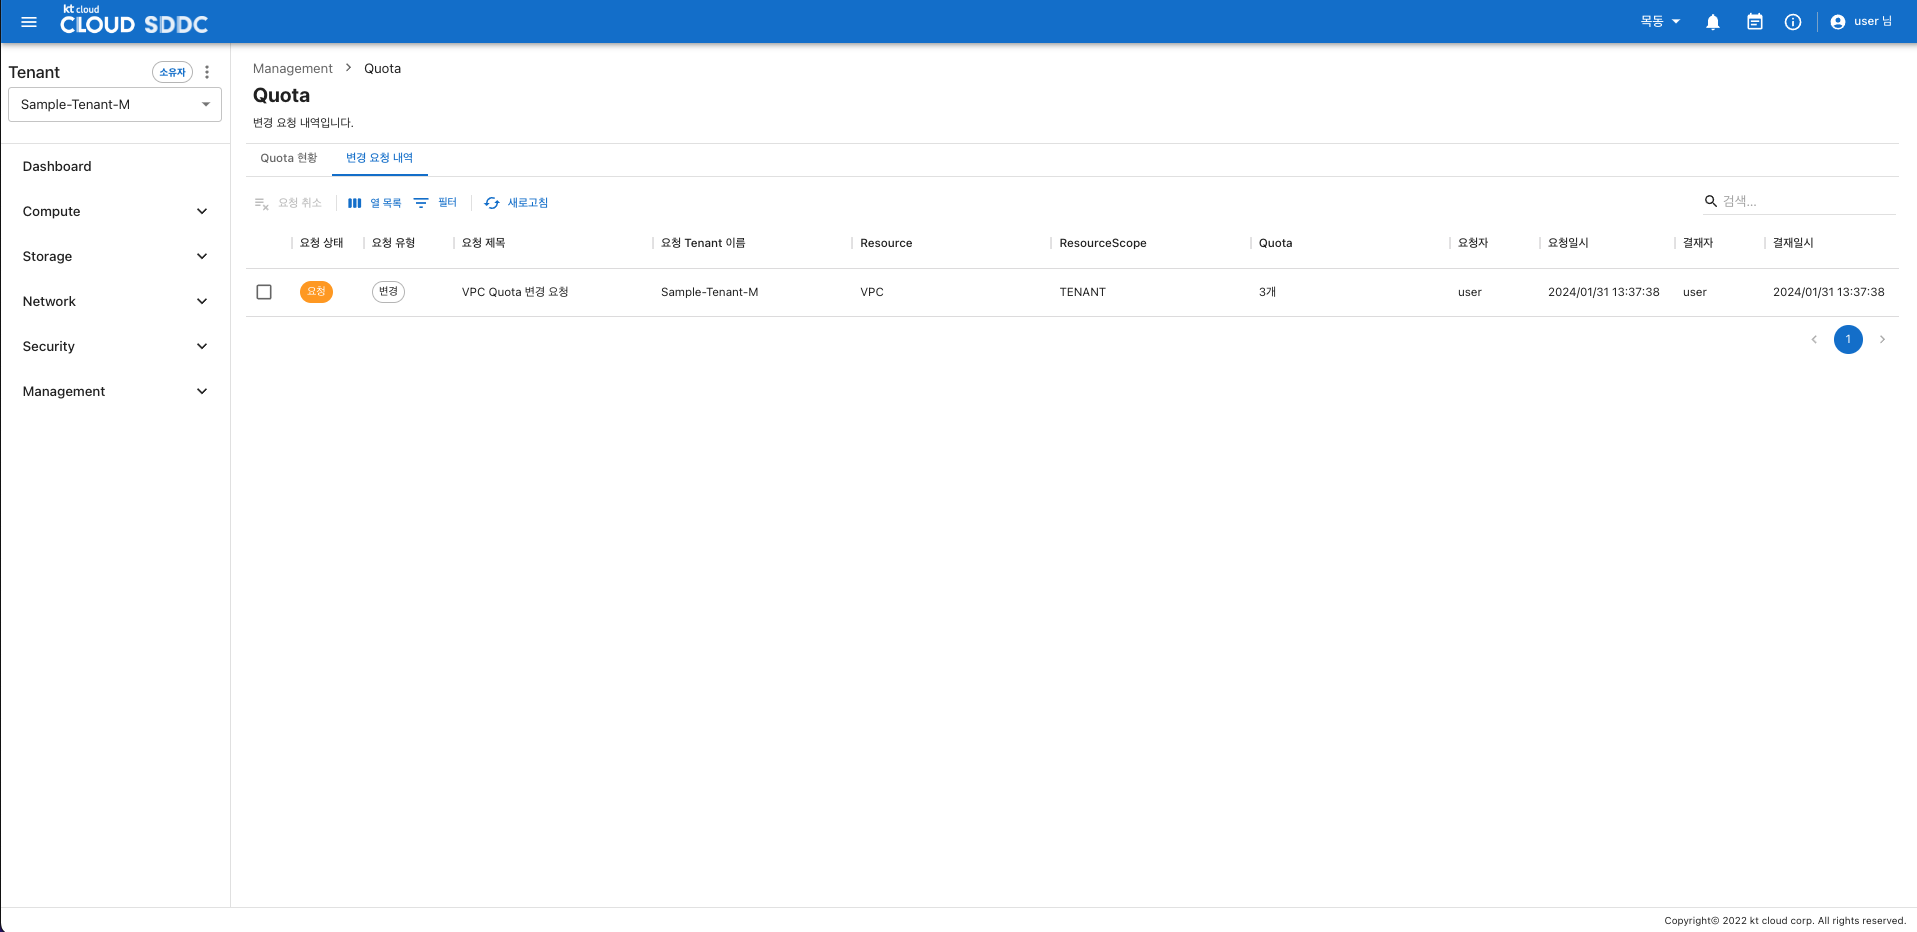 kt cloud
CLOUD SDDC
목동
user 님
Tenant
소유자
Sample-Tenant-M
Dashboard
Compute
Storage
Network
Security
Management
Management > Quota
Quota
변경 요청 내역입니다.
Quota 현황 변경 요청 내역
요청 취소 열 목록 필터 새로고침 검색...
요청 상태 요청 유형 요청 제목 요청 Tenant 이름 Resource ResourceScope Quota 요청자 요청일시 결재자 결재일시
요청 변경 VPC Quota 변경 요청 Sample-Tenant-M VPC TENANT 3개 user 2024/01/31 13:37:38 user 2024/01/31 13:37:38
1
Copyright© 2022 kt cloud corp. All rights reserved.